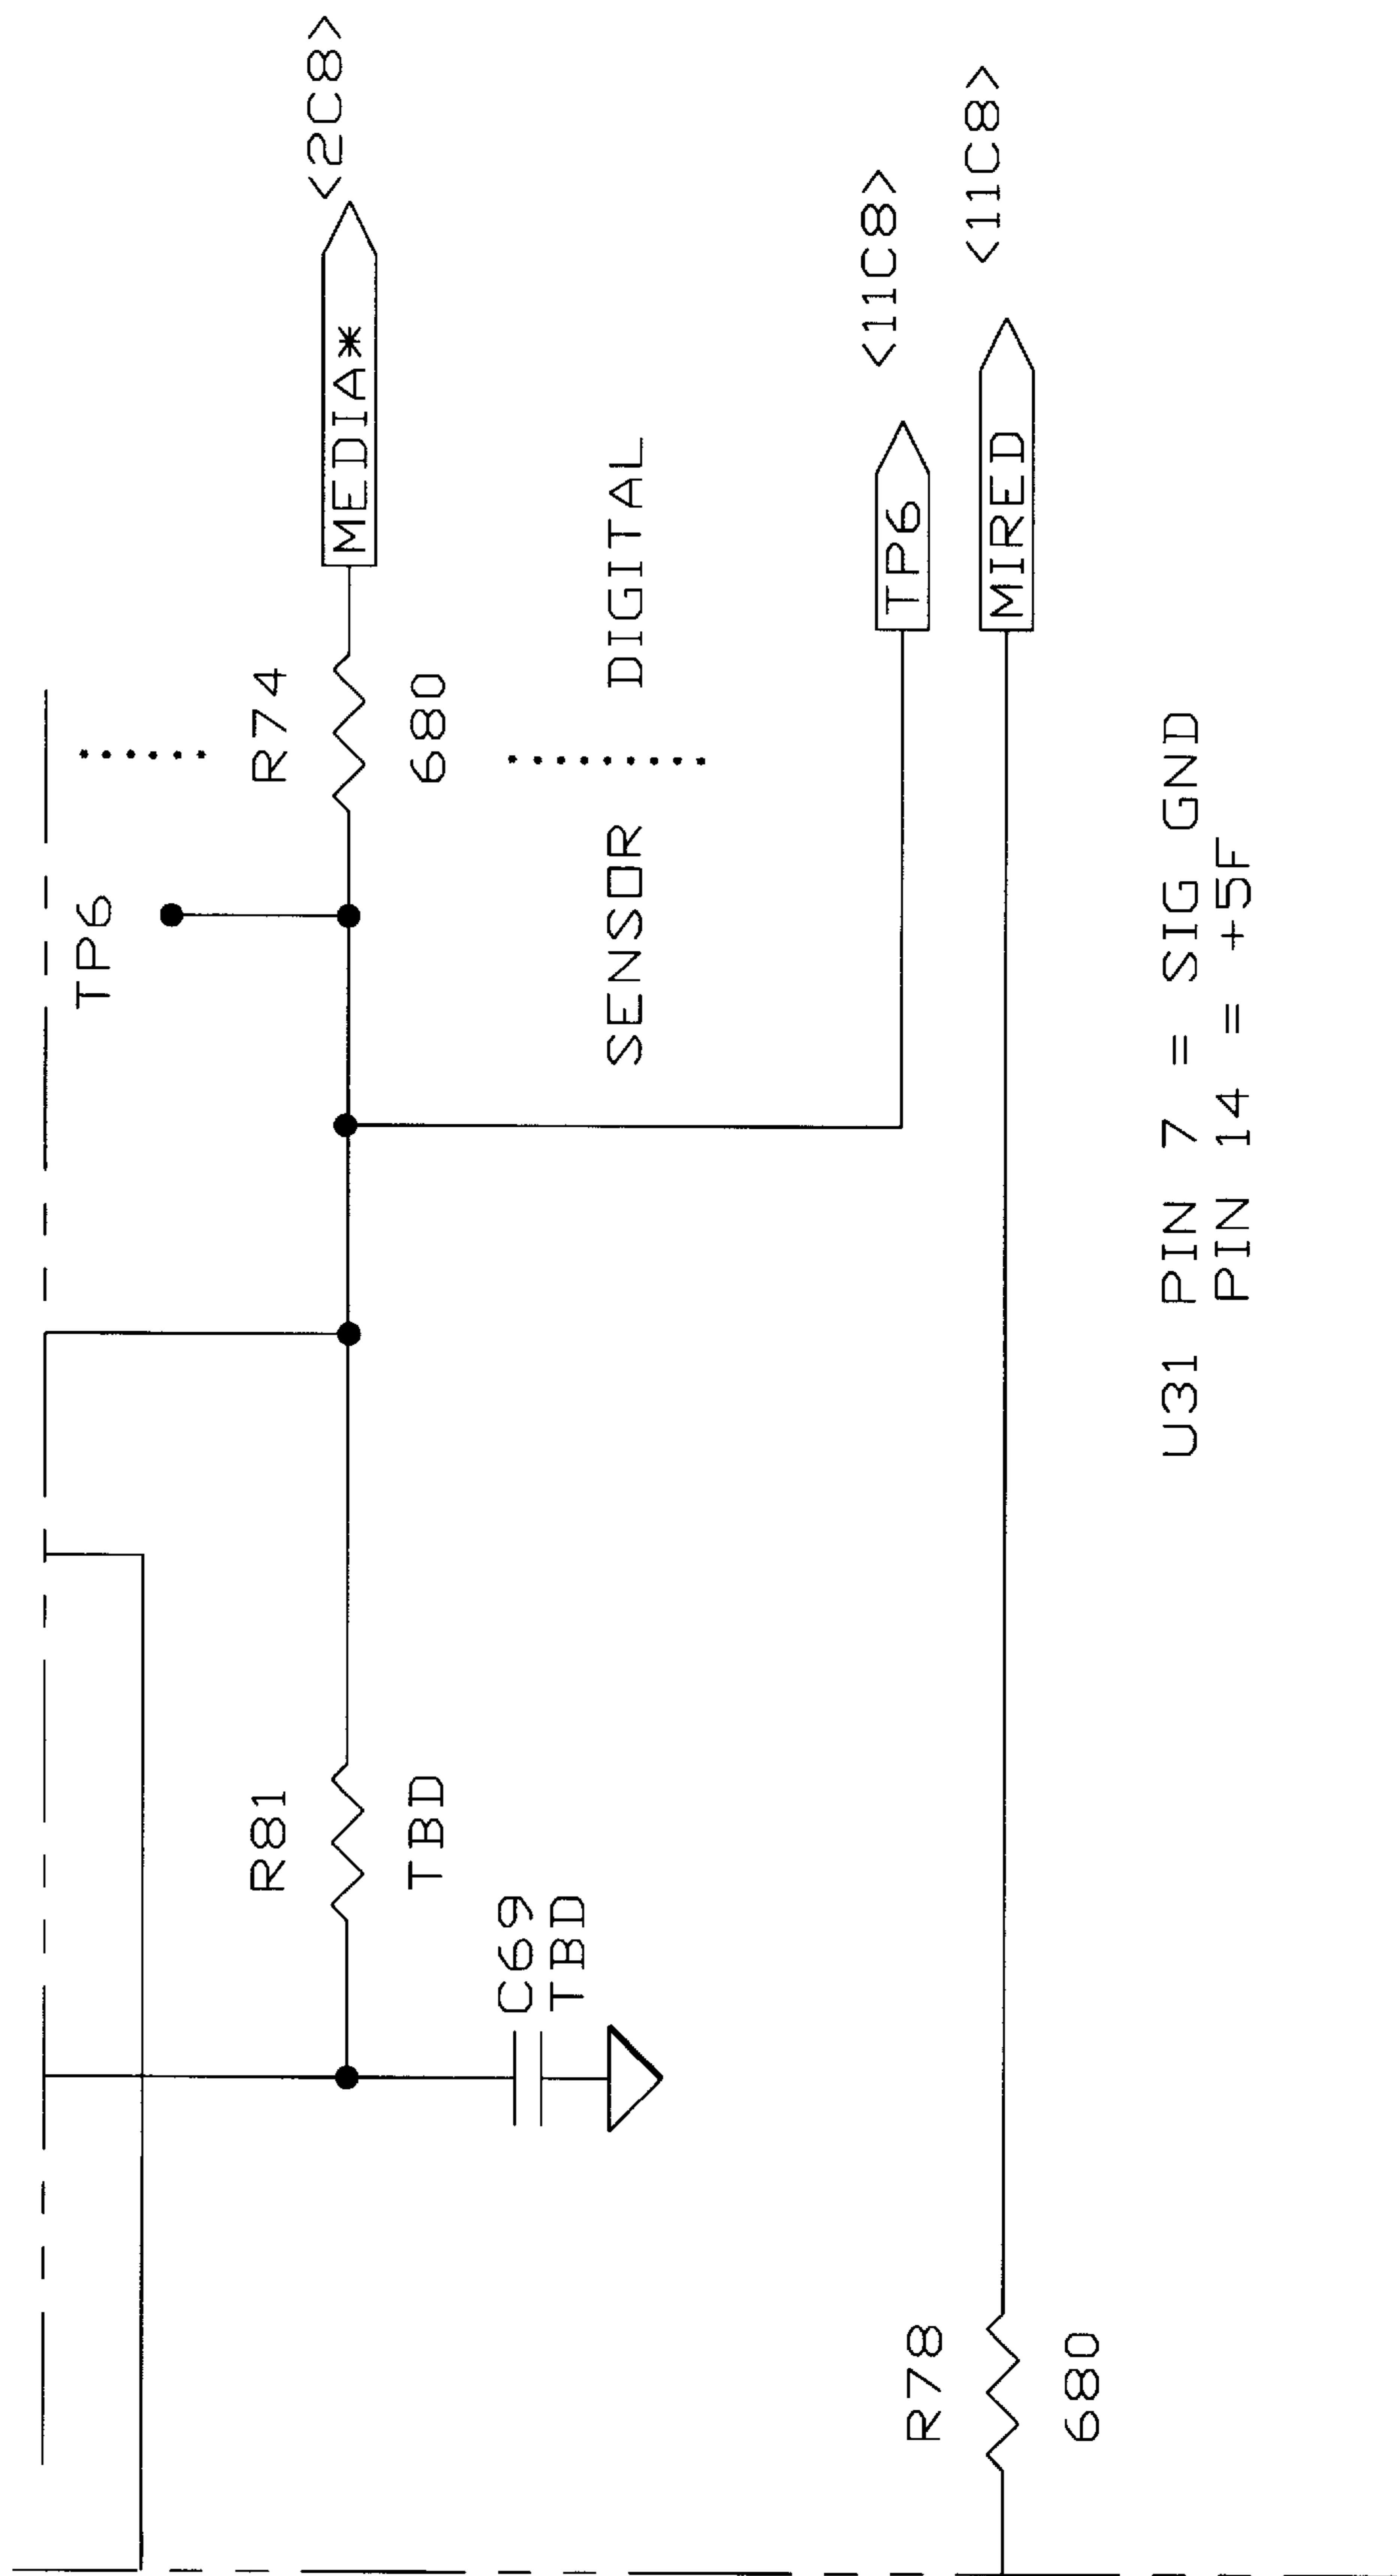 TP6
R81
R74
MEDIA*
<2C8>
TBD
680
C69
TBD
SENSOR
DIGITAL
TP6
<11C8>
R78
MIRED
<11C8>
680
U31 PIN 7 = SIG GND
PIN 14 = +5F